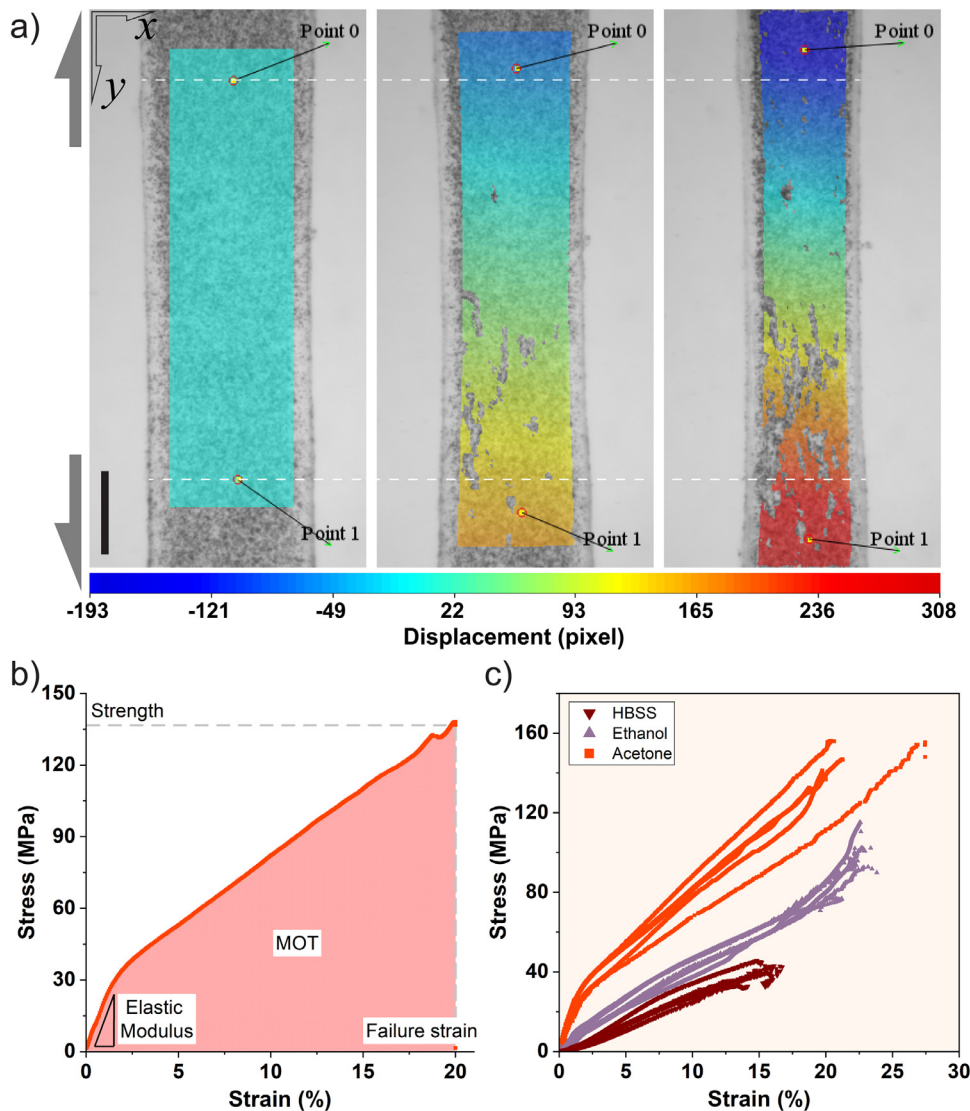 a)
x
y
Point 0
Point 0
Point 0
Point 1
Point 1
Point 1
-193 -121 -49 22 93 165 236 308
Displacement (pixel)
b)
150
120
90
60
30
0
Stress (MPa)
Strength
MOT
Elastic
Modulus
Failure strain
0 5 10 15 20
Strain (%)
c)
160
120
80
40
0
Stress (MPa)
HBSS
Ethanol
Acetone
0 5 10 15 20 25 30
Strain (%)